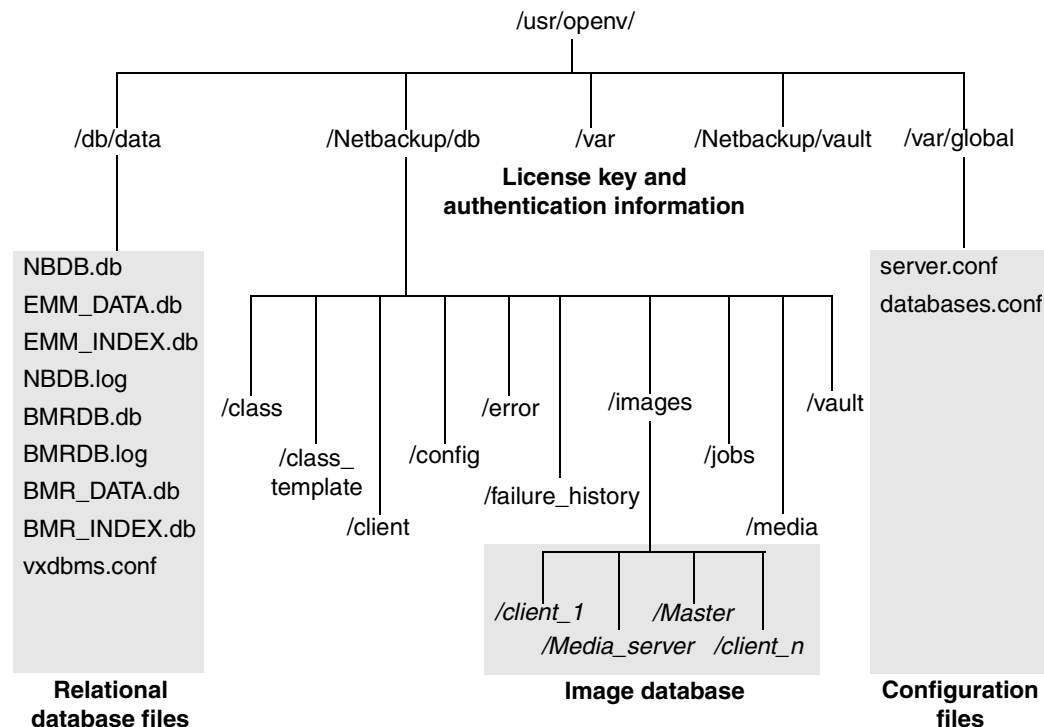 /usr/openv/
/db/data
/Netbackup/db
/var
/Netbackup/vault
/var/global
License key and
authentication information
NBDB.db
EMM_DATA.db
EMM_INDEX.db
NBDB.log
BMRDB.db
BMRDB.log
BMR_DATA.db
BMR_INDEX.db
vxdbms.conf
server.conf
databases.conf
/class
/error
/images
/vault
/class_
template
/config
/jobs
/failure_history
/client
/media
/client_1
/Master
/Media_server
/client_n
Relational
database files
Image database
Configuration
files